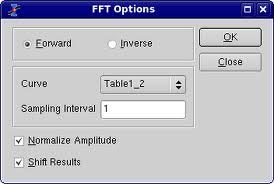 FFT Options
Forward Inverse OK
Close
Curve Table1_2
Sampling Interval 1
Normalize Amplitude
Shift Results